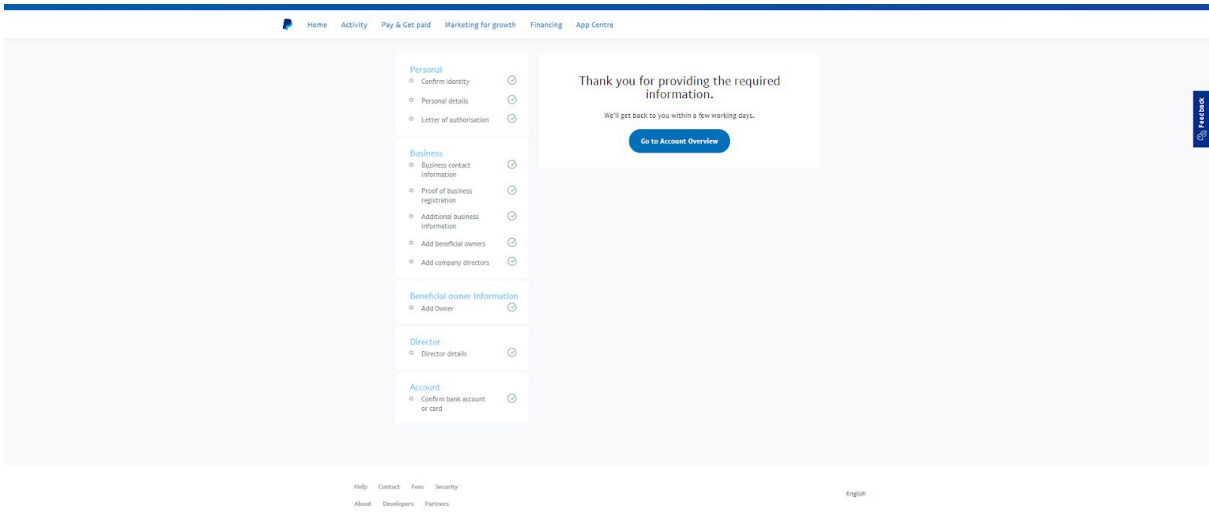 Home Activity Pay & Get paid Marketing for growth Financing App Centre
Personal
Confirm identity
Personal details
Letter of authorisation
Business
Business contact
information
Proof of business
registration
Additional business
information
Add beneficial owners
Add company directors
Beneficial owner information
Add Owner
Director
Director details
Account
Confirm bank account
or card
Thank you for providing the required
information.
We'll get back to you within a few working days.
Go to Account Overview
Feedback
Help Contact Fees Security
About Developers Partners
English